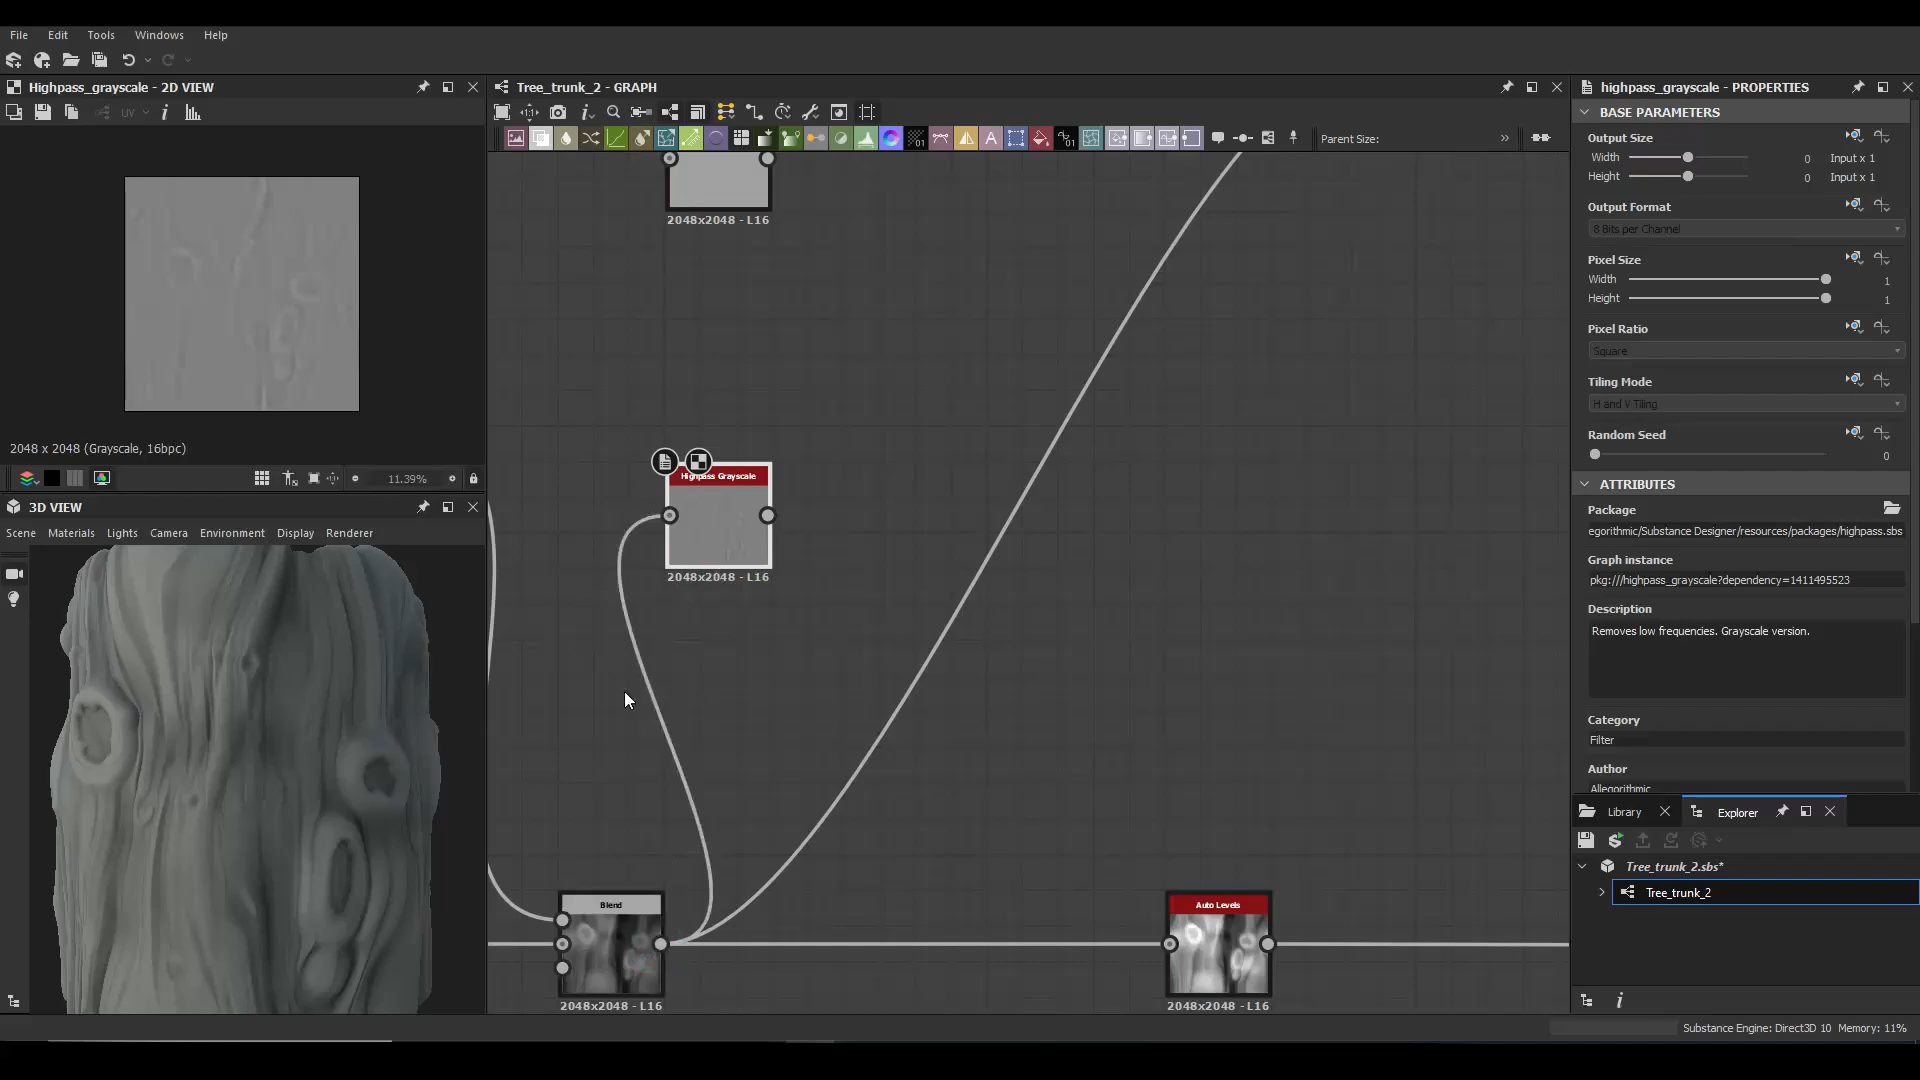 File Edit Tools Windows Help
Highpass_grayscale - 2D VIEW
UV
2048 x 2048 (Grayscale, 16bpc)
11.39%
3D VIEW
Scene Materials Lights Camera Environment Display Renderer
Tree_trunk_2 - GRAPH
Parent Size:
2048x2048 - L16
Highpass Grayscale
2048x2048 - L16
Blend
2048x2048 - L16
Auto Levels
2048x2048 - L16
highpass_grayscale - PROPERTIES
BASE PARAMETERS
Output Size
Width 0 Input x 1
Height 0 Input x 1
Output Format
8 Bits per Channel
Pixel Size
Width 1
Height 1
Pixel Ratio
Square
Tiling Mode
H and V Tiling
Random Seed
0
ATTRIBUTES
Package
egorithmic/Substance Designer/resources/packages/highpass.sbs
Graph instance
pkg:///highpass_grayscale?dependency=1411495523
Description
Removes low frequencies. Grayscale version.
Category
Filter
Author
Allegorithmic
Library Explorer
Tree_trunk_2.sbs*
Tree_trunk_2
Substance Engine: Direct3D 10 Memory: 11%